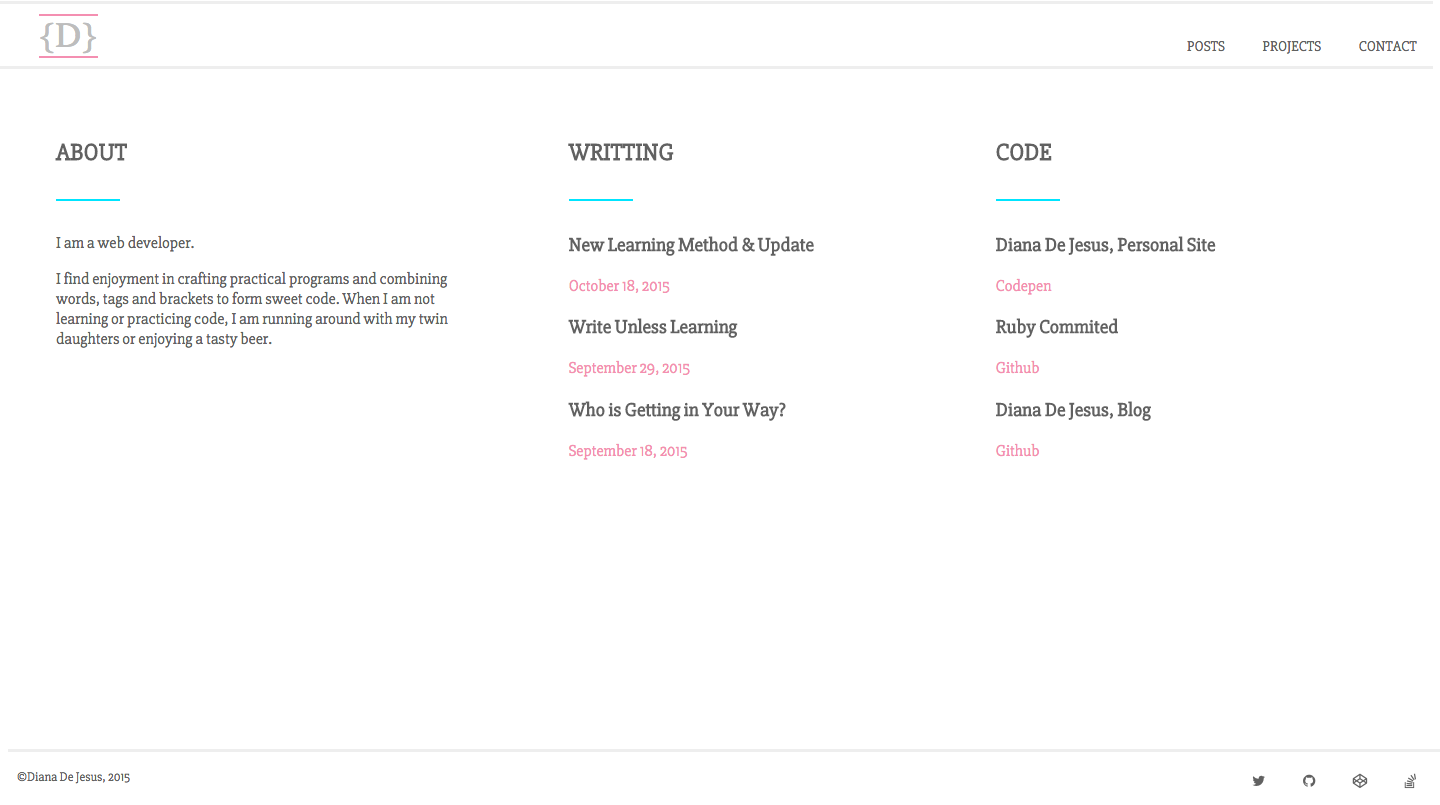 {D}
POSTS PROJECTS CONTACT
ABOUT
I am a web developer.
I find enjoyment in crafting practical programs and combining
words, tags and brackets to form sweet code. When I am not
learning or practicing code, I am running around with my twin
daughters or enjoying a tasty beer.
WRITTING
New Learning Method & Update
October 18, 2015
Write Unless Learning
September 29, 2015
Who is Getting in Your Way?
September 18, 2015
CODE
Diana De Jesus, Personal Site
Codepen
Ruby Commited
Github
Diana De Jesus, Blog
Github
©Diana De Jesus, 2015